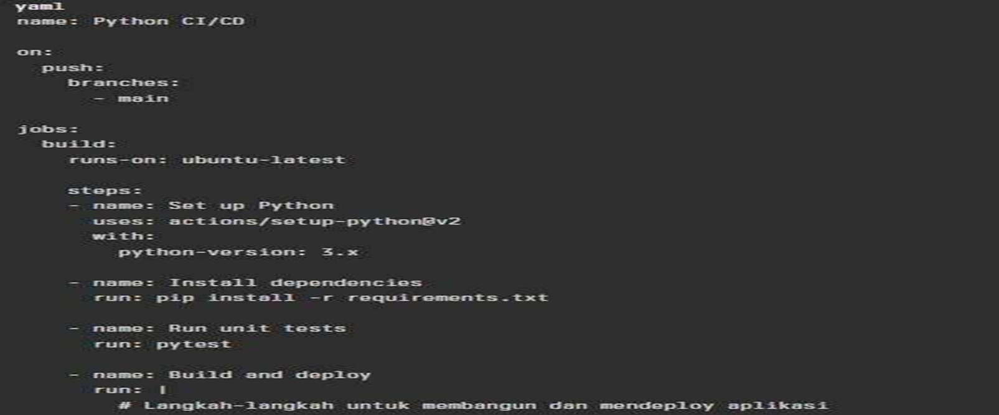 yaml
name: Python CI/CD
on:
push:
branches:
- main
jobs:
build:
runs-on: ubuntu-latest
steps:
- name: Set up Python
uses: actions/setup-python@v2
with:
python-version: 3.x
- name: Install dependencies
run: pip install -r requirements.txt
- name: Run unit tests
run: pytest
- name: Build and deploy
run: |
# Langkah-langkah untuk membangun dan mendeploy aplikasi